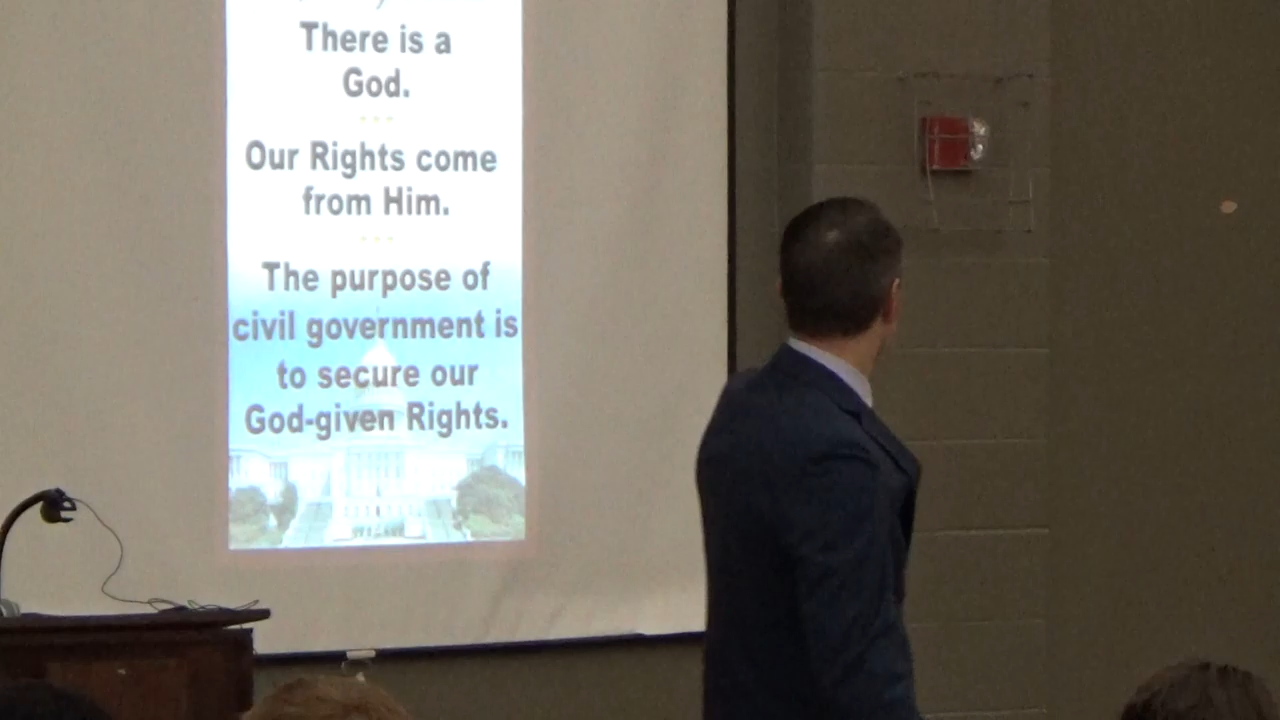 There is a
God.
Our Rights come
from Him.
The purpose of
civil government is
to secure our
God-given Rights.